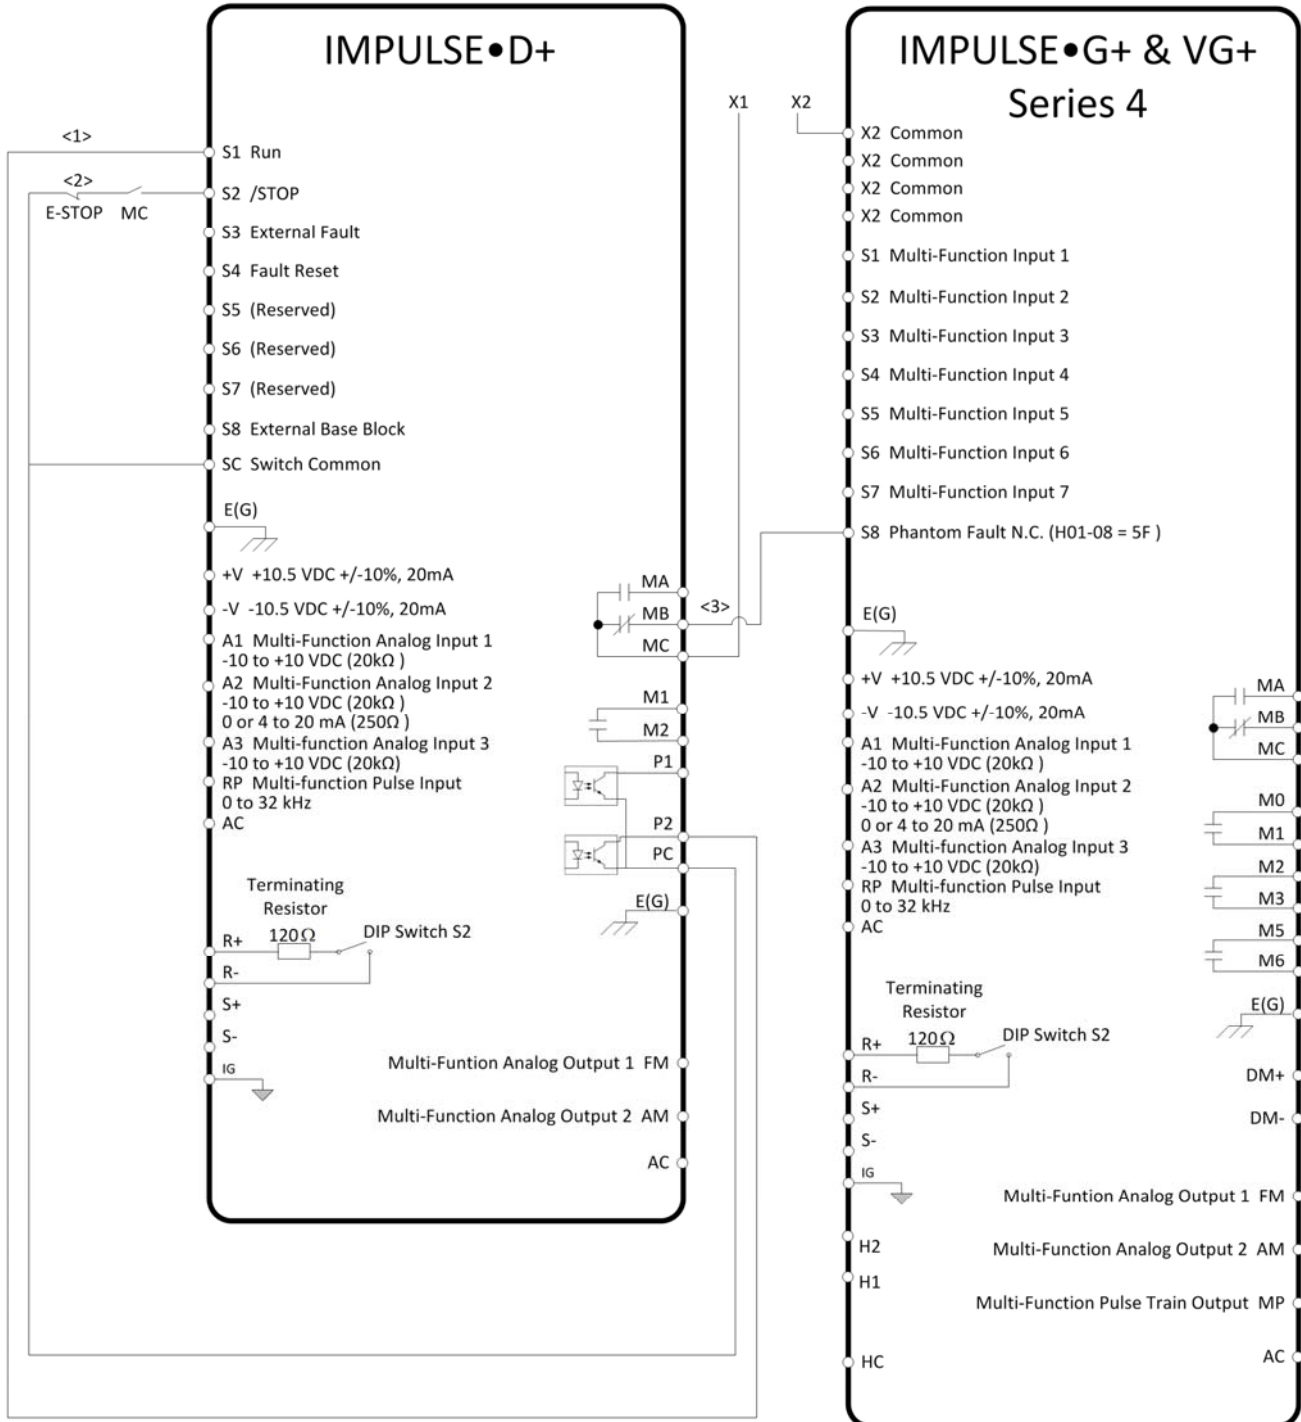 IMPULSE•D+
<1>
S1 Run
<2>
E-STOP MC
S2 /STOP
S3 External Fault
S4 Fault Reset
S5 (Reserved)
S6 (Reserved)
S7 (Reserved)
S8 External Base Block
SC Switch Common
E(G)
+V +10.5 VDC +/-10%, 20mA
-V -10.5 VDC +/-10%, 20mA
A1 Multi-Function Analog Input 1
-10 to +10 VDC (20kΩ )
A2 Multi-Function Analog Input 2
-10 to +10 VDC (20kΩ )
0 or 4 to 20 mA (250Ω )
A3 Multi-function Analog Input 3
-10 to +10 VDC (20kΩ)
RP Multi-function Pulse Input
0 to 32 kHz
AC
Terminating
Resistor
120Ω
DIP Switch S2
R+
R-
S+
S-
IG
MA
MB
MC
<3>
M1
M2
P1
P2
PC
E(G)
Multi-Funtion Analog Output 1 FM
Multi-Function Analog Output 2 AM
AC
X1
X2
IMPULSE•G+ & VG+
Series 4
X2 Common
X2 Common
X2 Common
X2 Common
S1 Multi-Function Input 1
S2 Multi-Function Input 2
S3 Multi-Function Input 3
S4 Multi-Function Input 4
S5 Multi-Function Input 5
S6 Multi-Function Input 6
S7 Multi-Function Input 7
S8 Phantom Fault N.C. (H01-08 = 5F )
E(G)
+V +10.5 VDC +/-10%, 20mA
-V -10.5 VDC +/-10%, 20mA
A1 Multi-Function Analog Input 1
-10 to +10 VDC (20kΩ )
A2 Multi-Function Analog Input 2
-10 to +10 VDC (20kΩ )
0 or 4 to 20 mA (250Ω )
A3 Multi-function Analog Input 3
-10 to +10 VDC (20kΩ)
RP Multi-function Pulse Input
0 to 32 kHz
AC
Terminating
Resistor
120Ω
DIP Switch S2
R+
R-
S+
S-
IG
H2
H1
HC
MA
MB
MC
M0
M1
M2
M3
M5
M6
E(G)
DM+
DM-
Multi-Funtion Analog Output 1 FM
Multi-Function Analog Output 2 AM
Multi-Function Pulse Train Output MP
AC